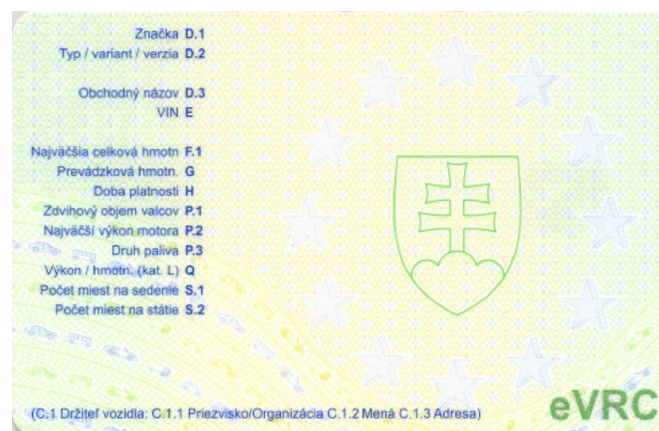 Značka D.1
Typ / variant / verzia D.2
Obchodný názov D.3
VIN E
Najväčšia celková hmotn F.1
Prevádzková hmotn. G
Doba platnosti H
Zdvihový objem valcov P.1
Najväčší výkon motora P.2
Druh paliva P.3
Výkon / hmotn. (kat. L) Q
Počet miest na sedenie S.1
Počet miest na státie S.2
(C.1 Držiteľ vozidla: C.1.1 Priezvisko/Organizácia C.1.2 Mená C.1.3 Adresa)
eVRC